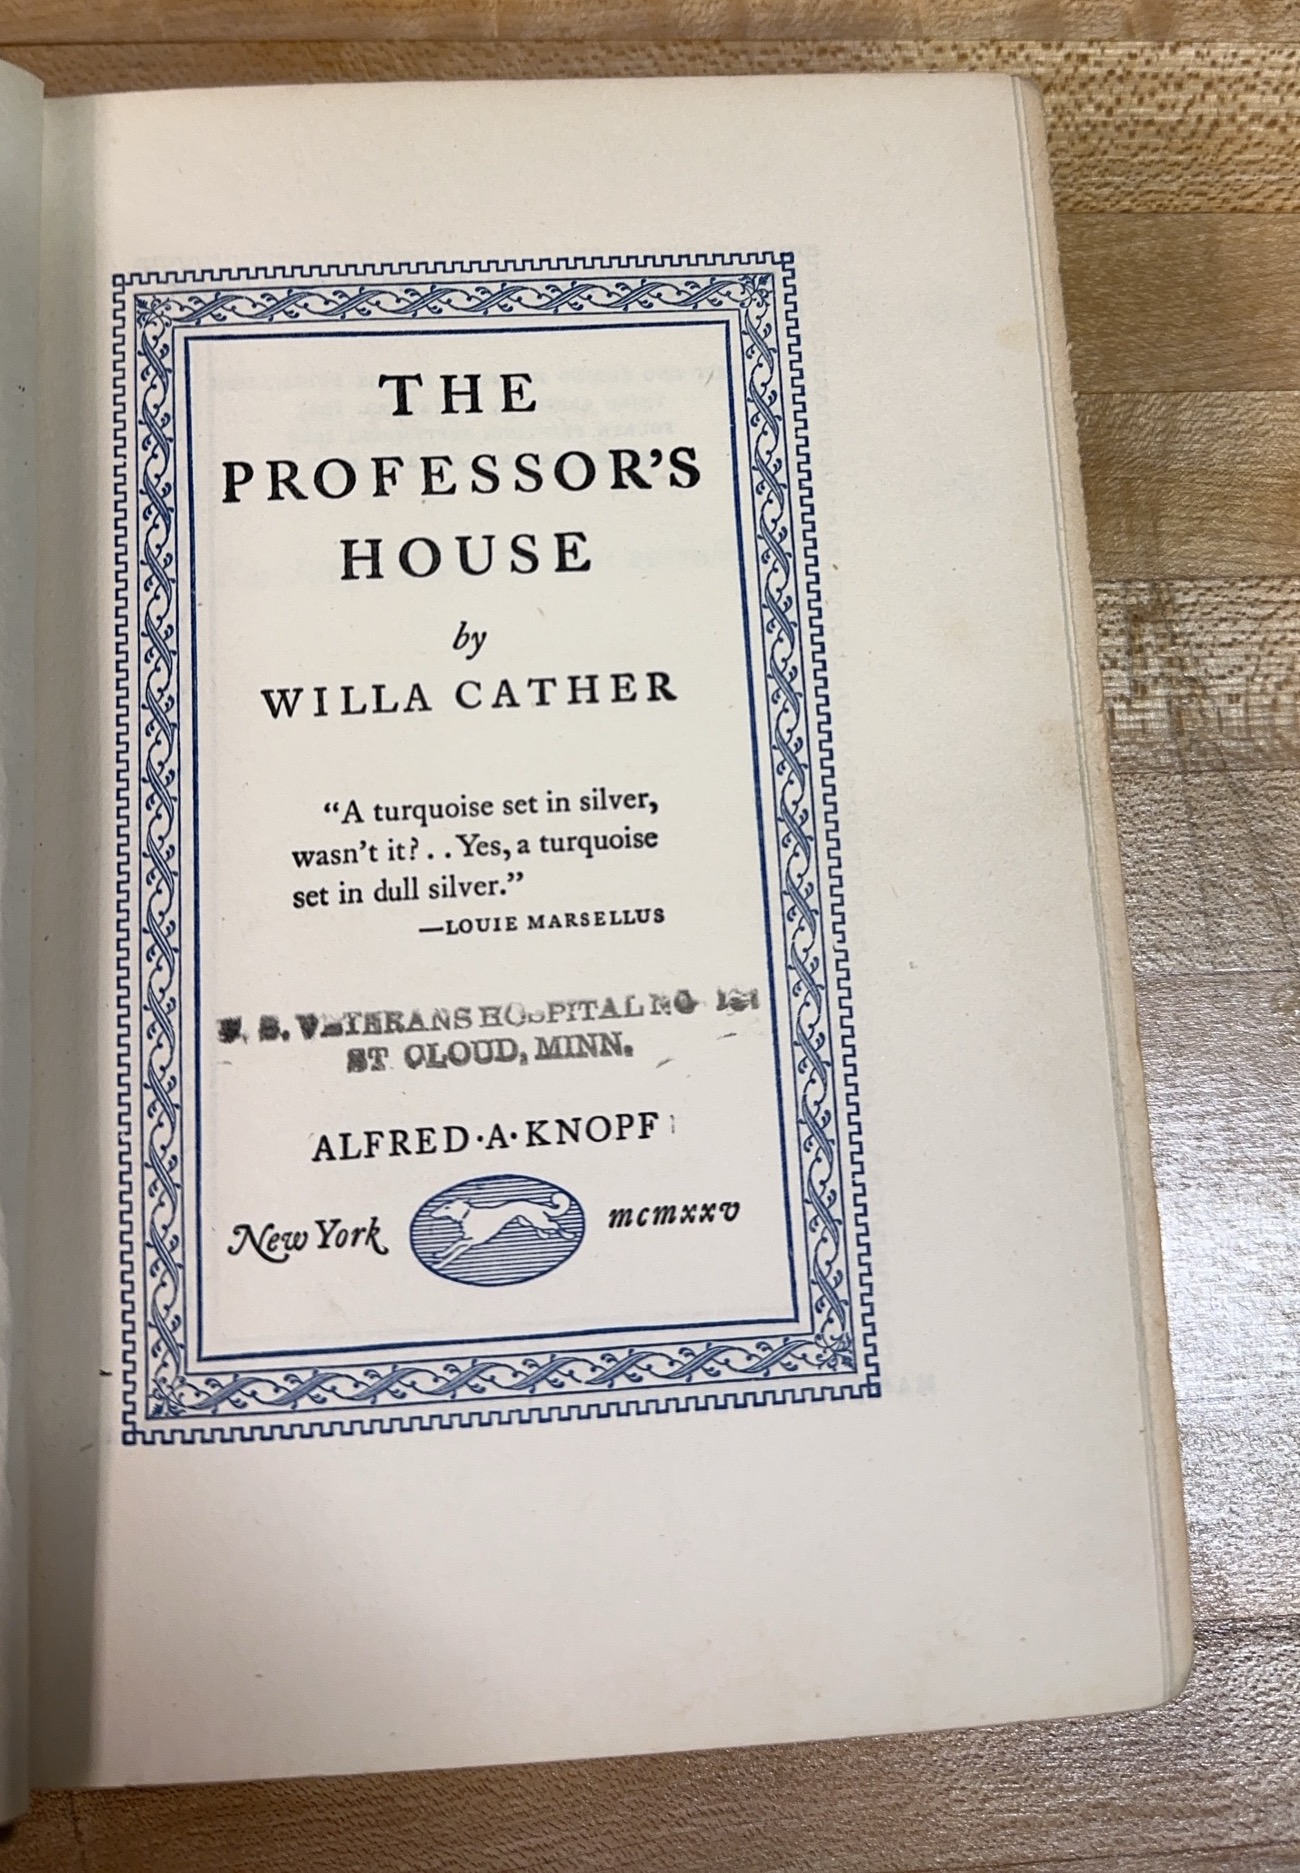 THE
PROFESSOR'S
HOUSE
by
WILLA CATHER
“A turquoise set in silver,
wasn't it? . . Yes, a turquoise
set in dull silver.”
—LOUIE MARSELLUS
U. S. VETERANS HOSPITAL NO
ST CLOUD, MINN.
ALFRED·A·KNOPF
New York mcmxxv